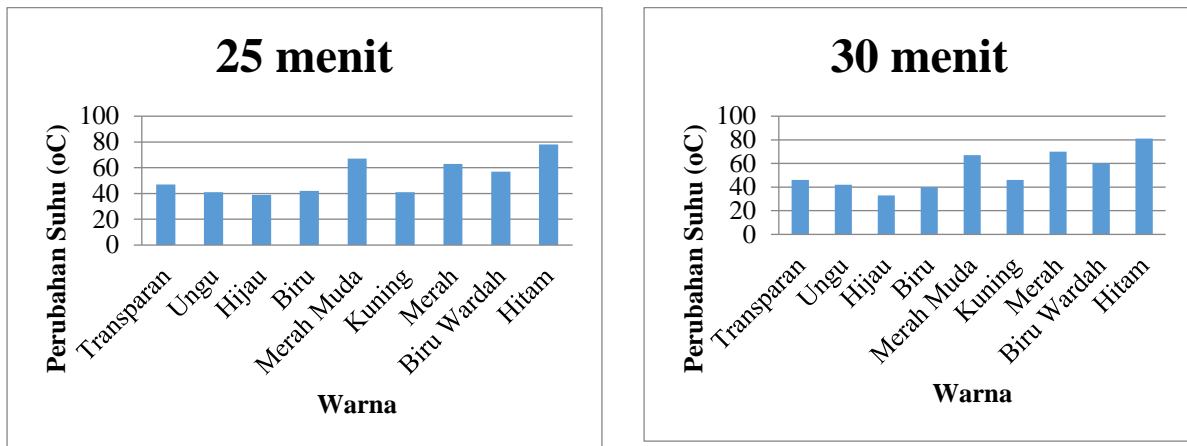 25 menit
Perubahan Suhu (oC)
100
80
60
40
20
0
Transparan
Ungu
Hijau
Biru
Merah Muda
Kuning
Merah
Biru Wardah
Hitam
Warna
30 menit
Perubahan Suhu (oC)
100
80
60
40
20
0
Transparan
Ungu
Hijau
Biru
Merah Muda
Kuning
Merah
Biru Wardah
Hitam
Warna